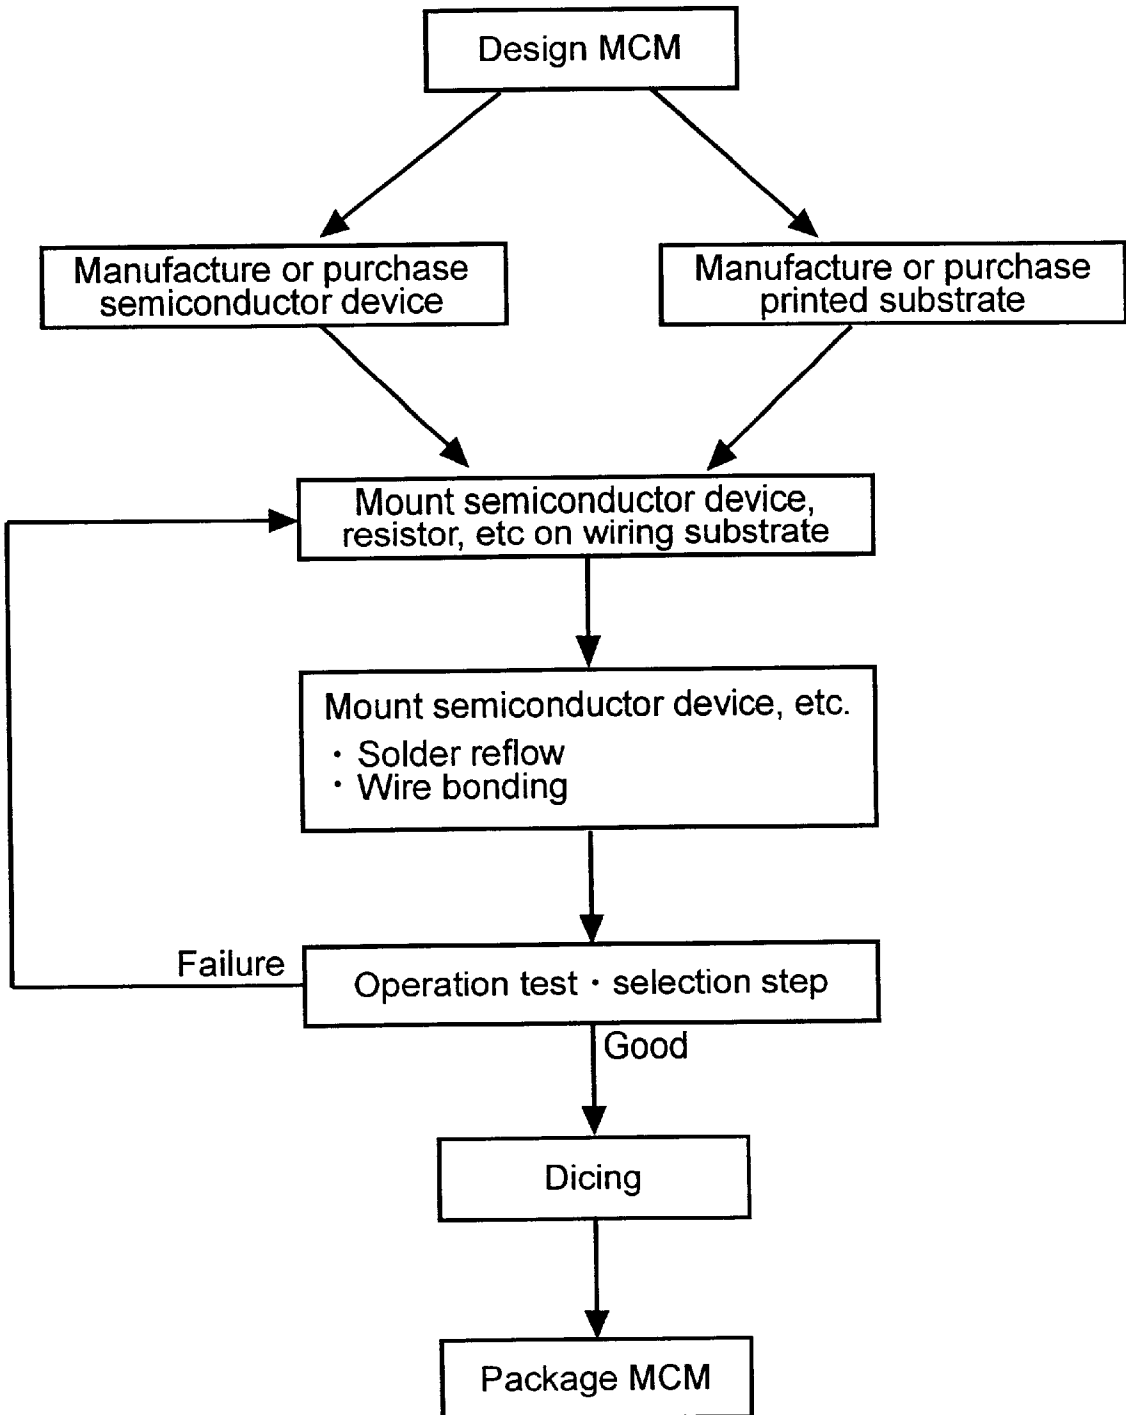 Design MCM
Manufacture or purchase
semiconductor device
Manufacture or purchase
printed substrate
Mount semiconductor device,
resistor, etc on wiring substrate
Mount semiconductor device, etc.
・ Solder reflow
・ Wire bonding
Failure
Operation test・selection step
Good
Dicing
Package MCM